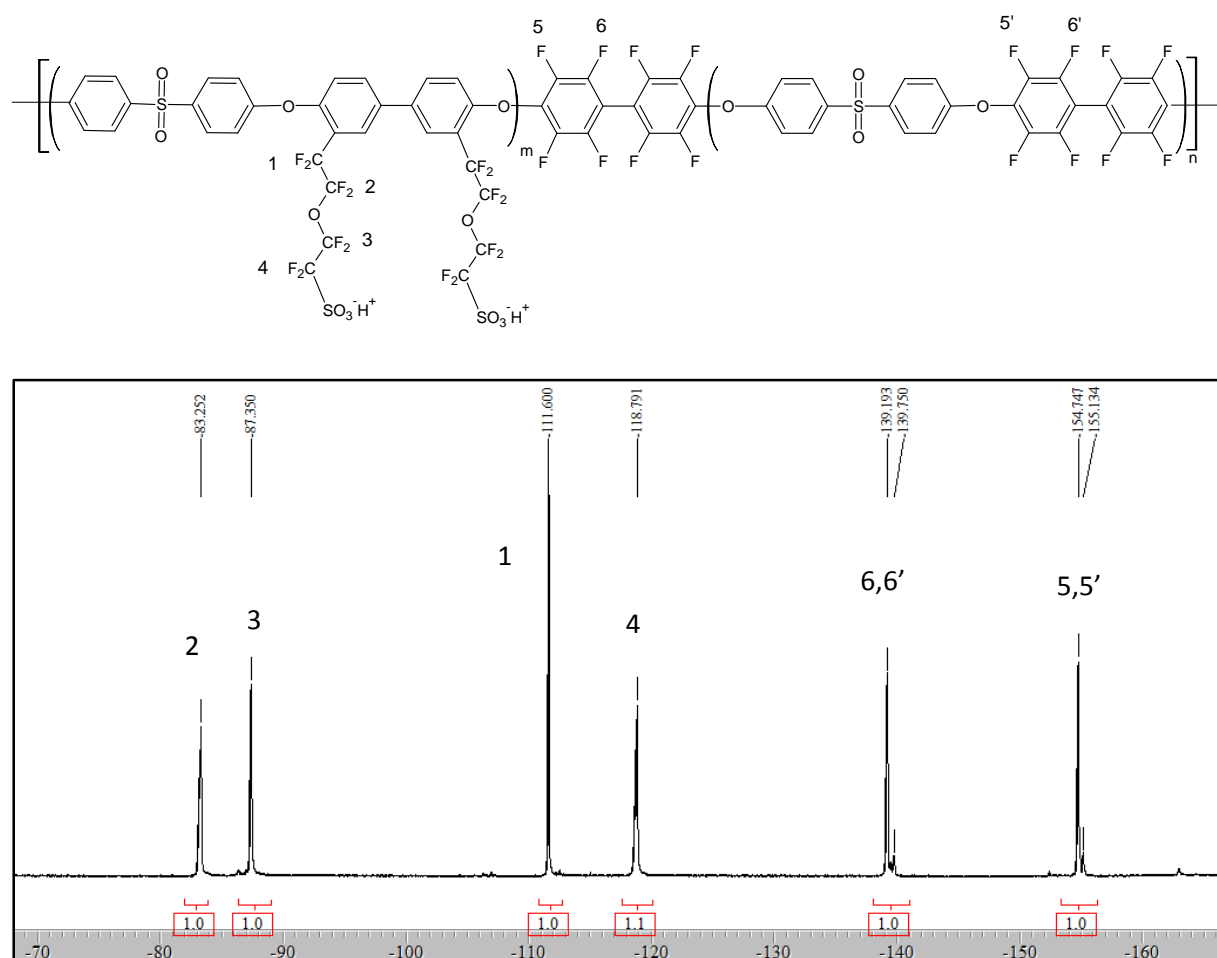 5 6 5' 6'
F F F F F F F F
O O
S O O O S O
O O
F F F F F F F F
m n
1 F2C CF2
CF2 2 CF2
O O
CF2 3 CF2
4 F2C F2C
SO3-H+ SO3-H+
-83.252 -87.350 -111.600 -118.791 -139.193 -139.750 -154.747 -155.134
1
6,6’ 5,5’
3 4
2
1.0 1.0 1.0 1.1 1.0 1.0
-70 -80 -90 -100 -110 -120 -130 -140 -150 -160